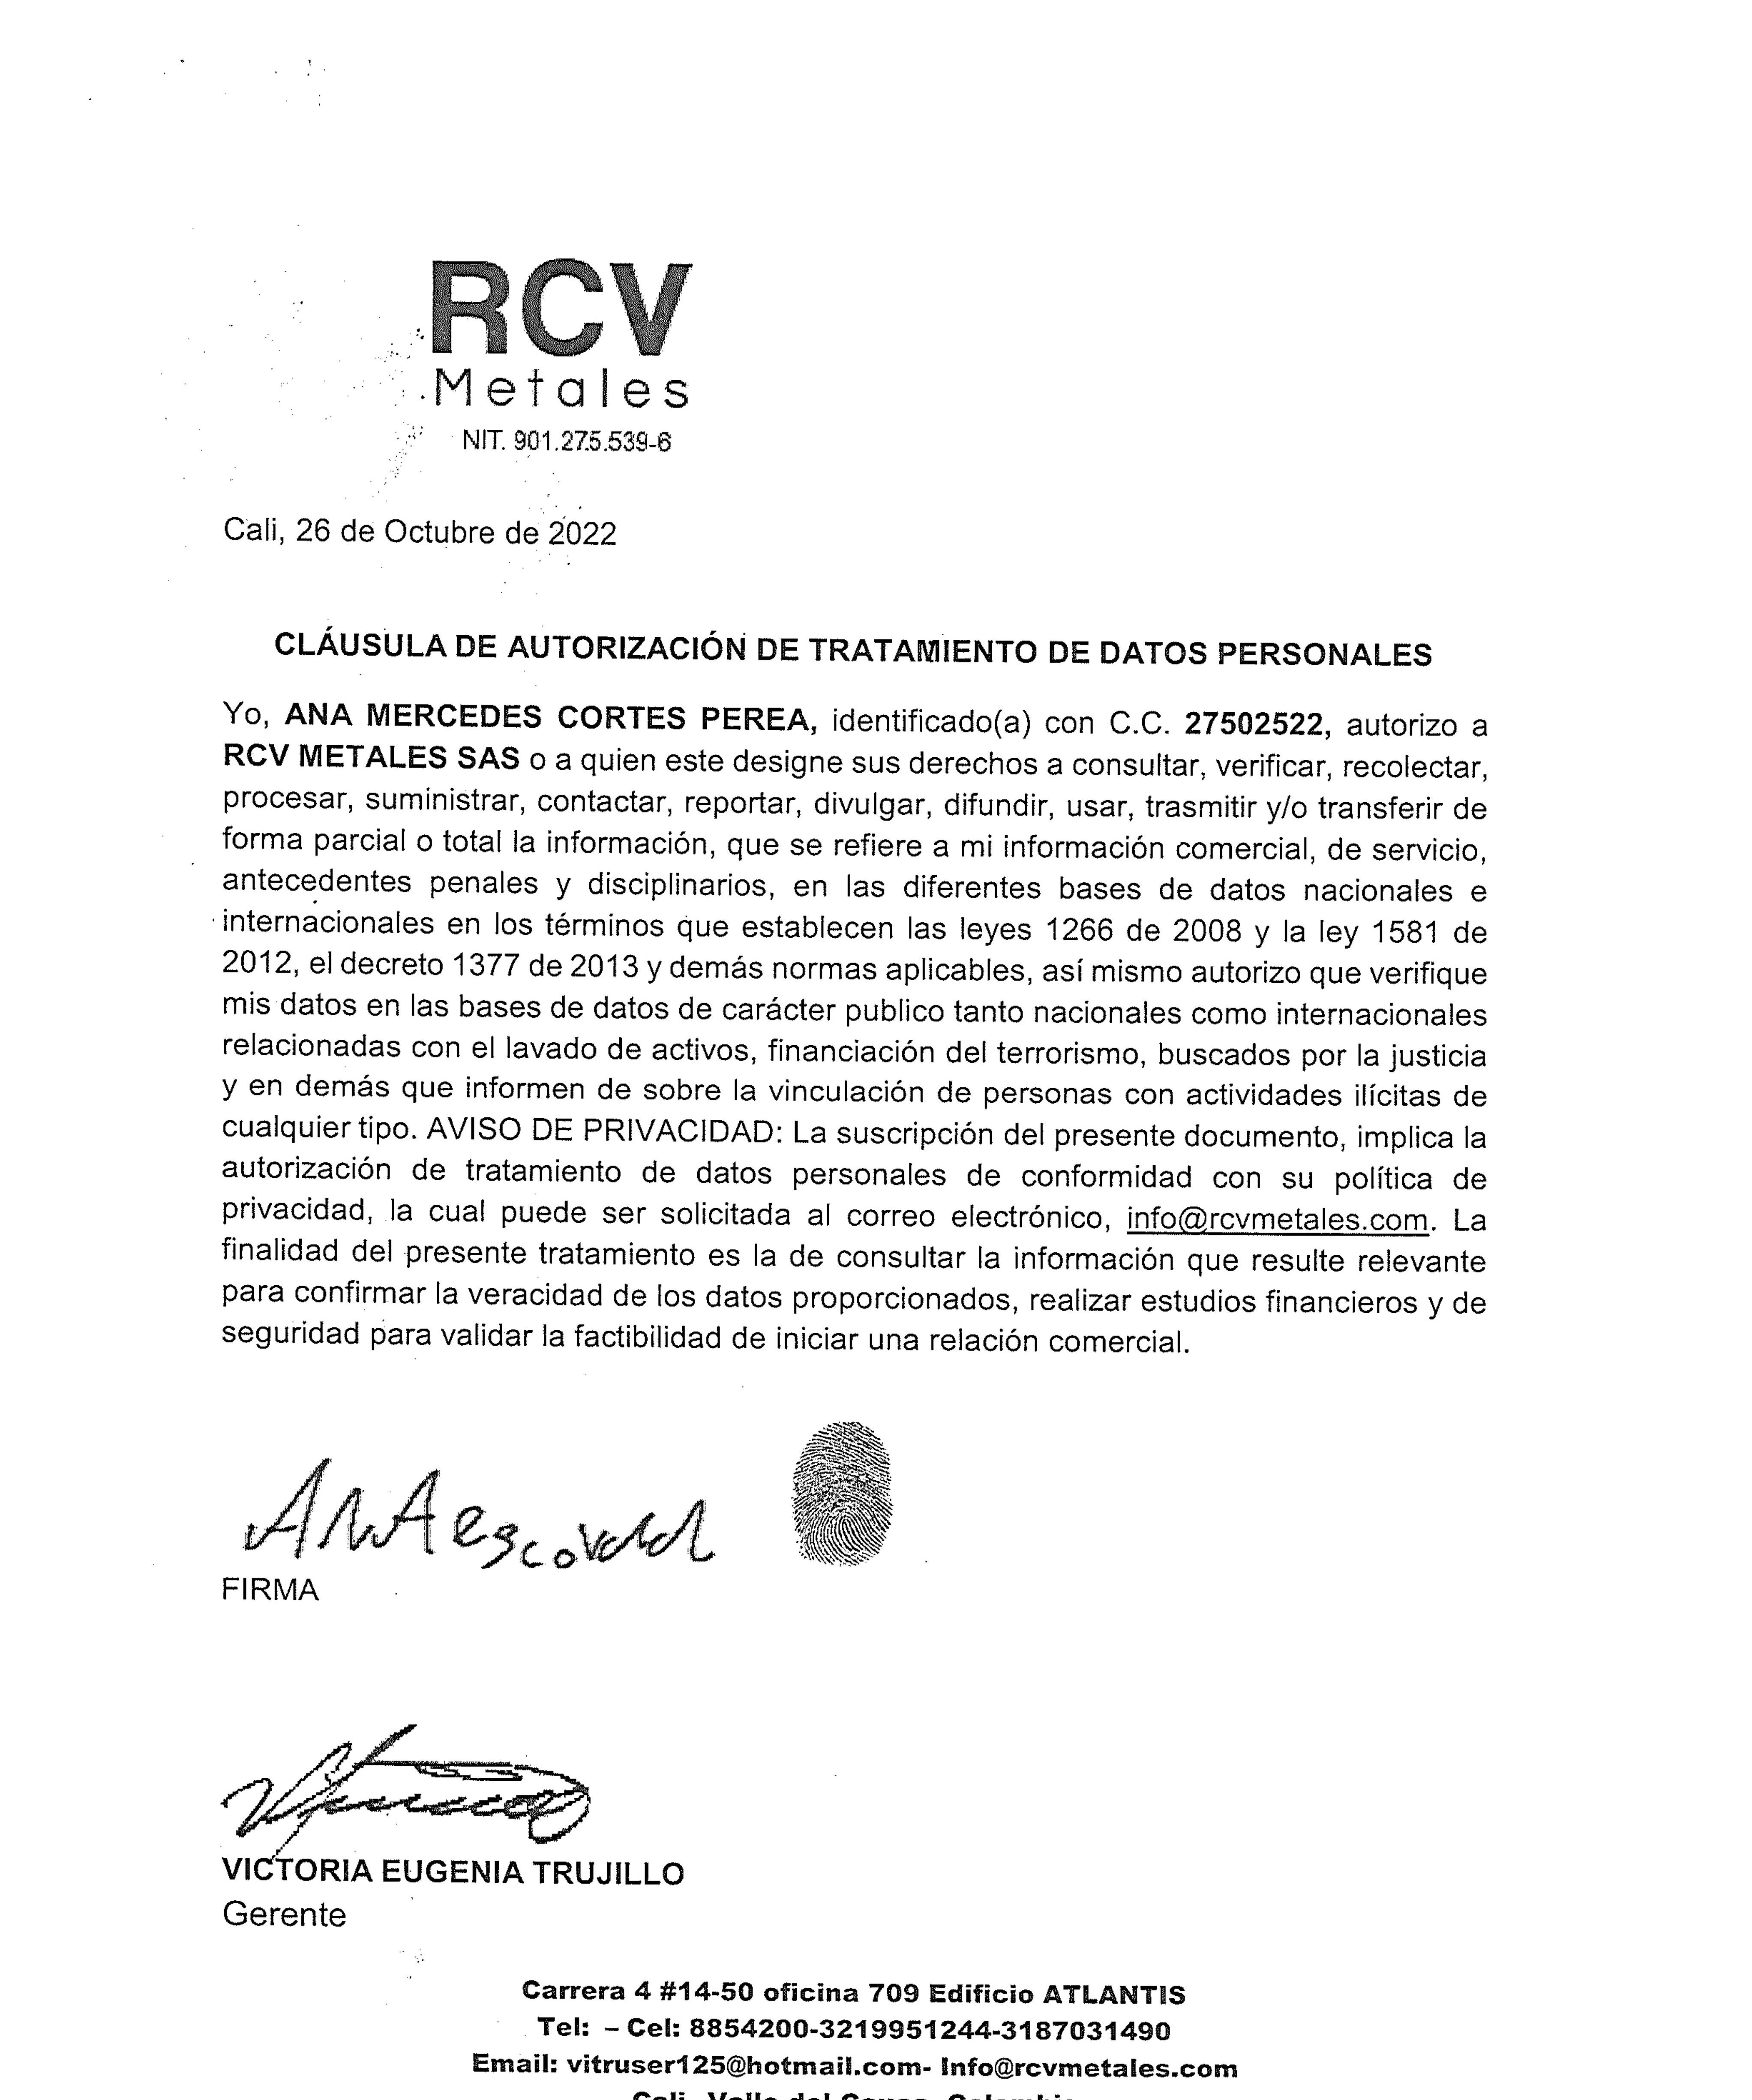 RCV
Metales
NIT. 901.275.539-6
Cali, 26 de Octubre de 2022
CLÁUSULA DE AUTORIZACIÓN DE TRATAMIENTO DE DATOS PERSONALES
Yo, ANA MERCEDES CORTES PEREA, identificado(a) con C.C. 27502522, autorizo a
RCV METALES SAS o a quien este designe sus derechos a consultar, verificar, recolectar,
procesar, suministrar, contactar, reportar, divulgar, difundir, usar, trasmitir y/o transferir de
forma parcial o total la información, que se refiere a mi información comercial, de servicio,
antecedentes penales y disciplinarios, en las diferentes bases de datos nacionales e
internacionales en los términos que establecen las leyes 1266 de 2008 y la ley 1581 de
2012, el decreto 1377 de 2013 y demás normas aplicables, así mismo autorizo que verifique
mis datos en las bases de datos de carácter publico tanto nacionales como internacionales
relacionadas con el lavado de activos, financiación del terrorismo, buscados por la justicia
y en demás que informen de sobre la vinculación de personas con actividades ilícitas de
cualquier tipo. AVISO DE PRIVACIDAD: La suscripción del presente documento, implica la
autorización de tratamiento de datos personales de conformidad con su política de
privacidad, la cual puede ser solicitada al correo electrónico, info@rcvmetales.com. La
finalidad del presente tratamiento es la de consultar la información que resulte relevante
para confirmar la veracidad de los datos proporcionados, realizar estudios financieros y de
seguridad para validar la factibilidad de iniciar una relación comercial.
ANA
FIRMA
VICTORIA EUGENIA TRUJILLO
Gerente
Carrera 4 #14-50 oficina 709 Edificio ATLANTIS
Tel: – Cel: 8854200-3219951244-3187031490
Email: vitruser125@hotmail.com- Info@rcvmetales.com